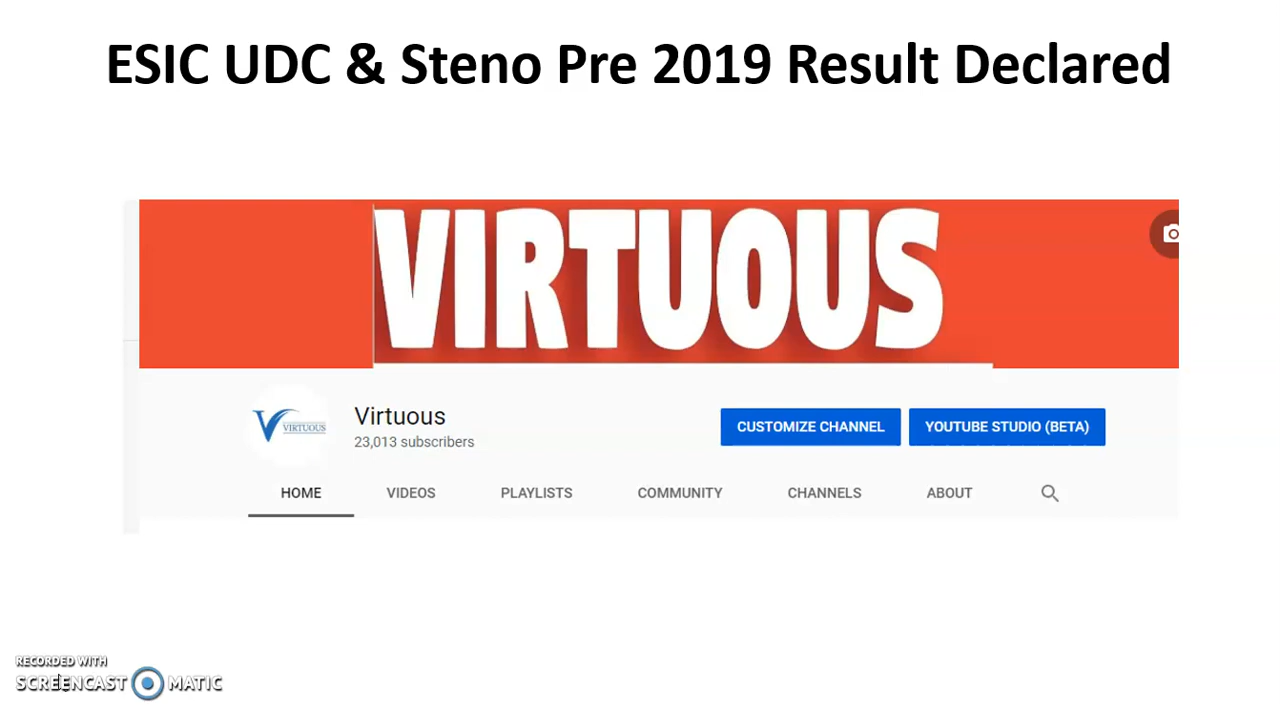 ESIC UDC & Steno Pre 2019 Result Declared
VIRTUOUS
VIRTUOUS
Virtuous
23,013 subscribers
CUSTOMIZE CHANNEL
YOUTUBE STUDIO (BETA)
HOME VIDEOS PLAYLISTS COMMUNITY CHANNELS ABOUT
RECORDED WITH
SCREENCAST MATIC